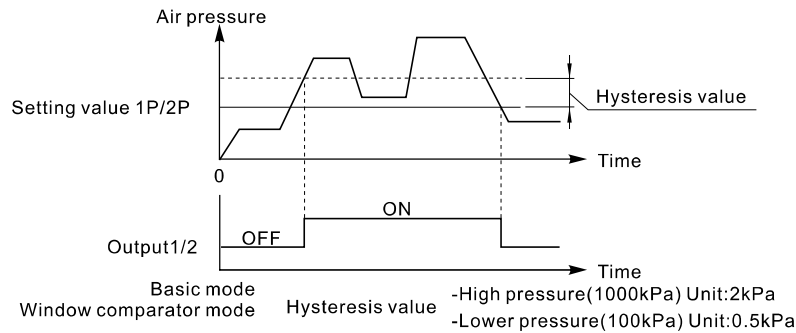 Air pressure
Setting value 1P/2P
Hysteresis value
Time
0
ON
OFF
Output1/2
Time
Basic mode
Window comparator mode
Hysteresis value
-High pressure(1000kPa) Unit:2kPa
-Lower pressure(100kPa) Unit:0.5kPa